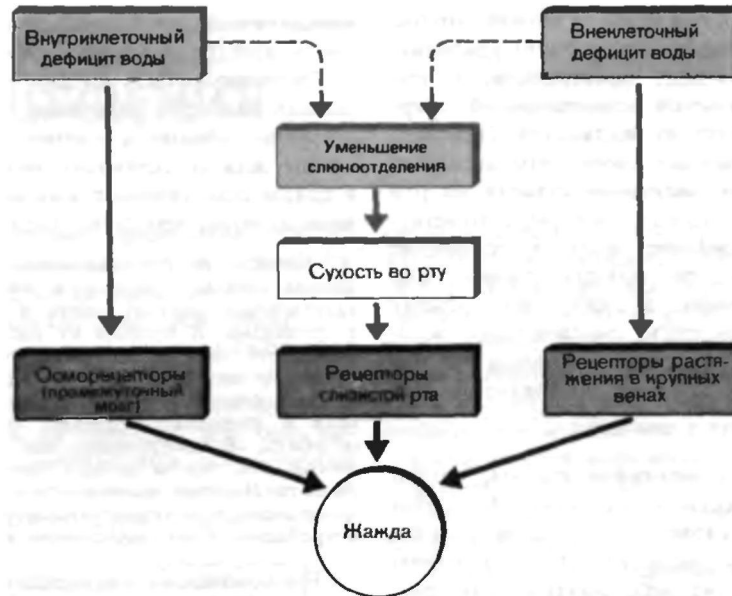 Внутриклеточный
дефицит воды
Внеклеточный
дефицит воды
Уменьшение
слюноотделения
Сухость во рту
Осморецепторы
(промежуточный
мозг)
Рецепторы
слизистой рта
Рецепторы растя-
жения в крупных
венах
Жажда